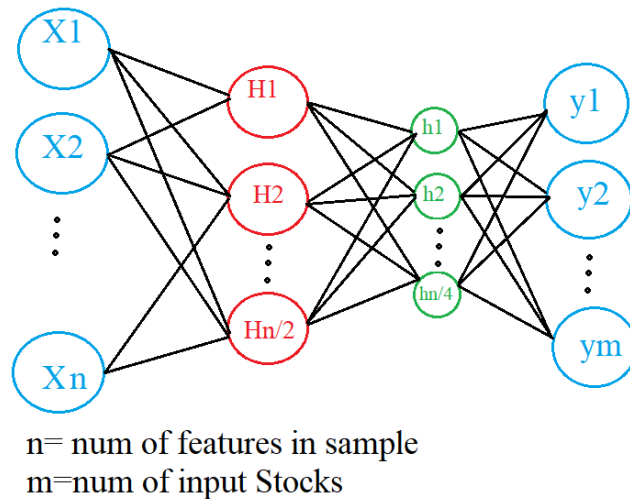 X1
X2
Xn
H1
H2
Hn/2
h1
h2
hn/4
y1
y2
ym
n= num of features in sample
m=num of input Stocks